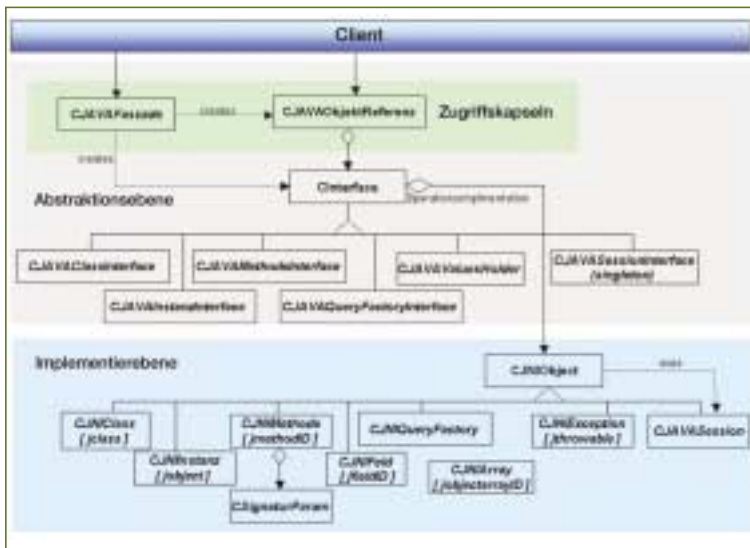 Client
CJAVAFassade
creates
CJAVAObjektReferenz
Zugriffskapseln
creates
CInterface
Abstraktionsebene
CJAVAClassInterface
CJAVAMethodeInterface
CJAVAValuesHolder
CJAVASessionInterface
(singleton)
CJAVAInstanzInterface
CJAVAQueryFactoryInterface
Implementierebene
CJNIObject
uses
CJNIClass
[ jclass ]
CJNIMethode
[ jmethodID ]
CJNIQueryFactory
CJNIException
[ jthrowable ]
CJAVASession
CJNIInstanz
[ jobject ]
CJNIField
[ jfieldID ]
CJNIArray
[ jobjectarrayID ]
CSignaturParam